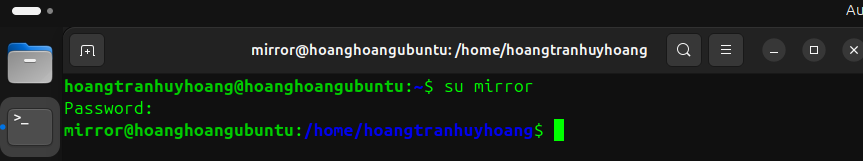 Au
mirror@hoanghoangubuntu: /home/hoangtranhuyhoang
hoangtranhuyhoang@hoanghoangubuntu:~$ su mirror
Password:
mirror@hoanghoangubuntu:/home/hoangtranhuyhoang$
>_